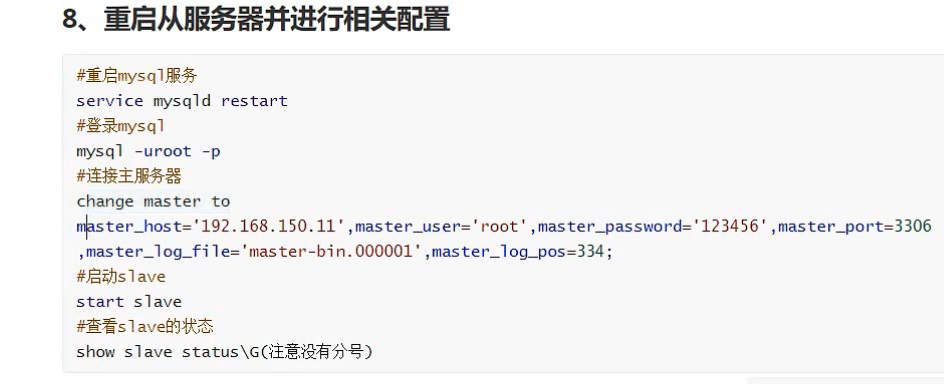 8、重启从服务器并进行相关配置
#重启mysql服务
service mysqld restart
#登录mysql
mysql -uroot -p
#连接主服务器
change master to
master_host='192.168.150.11',master_user='root',master_password='123456',master_port=3306
,master_log_file='master-bin.000001',master_log_pos=334;
#启动slave
start slave
#查看slave的状态
show slave status\G(注意没有分号)